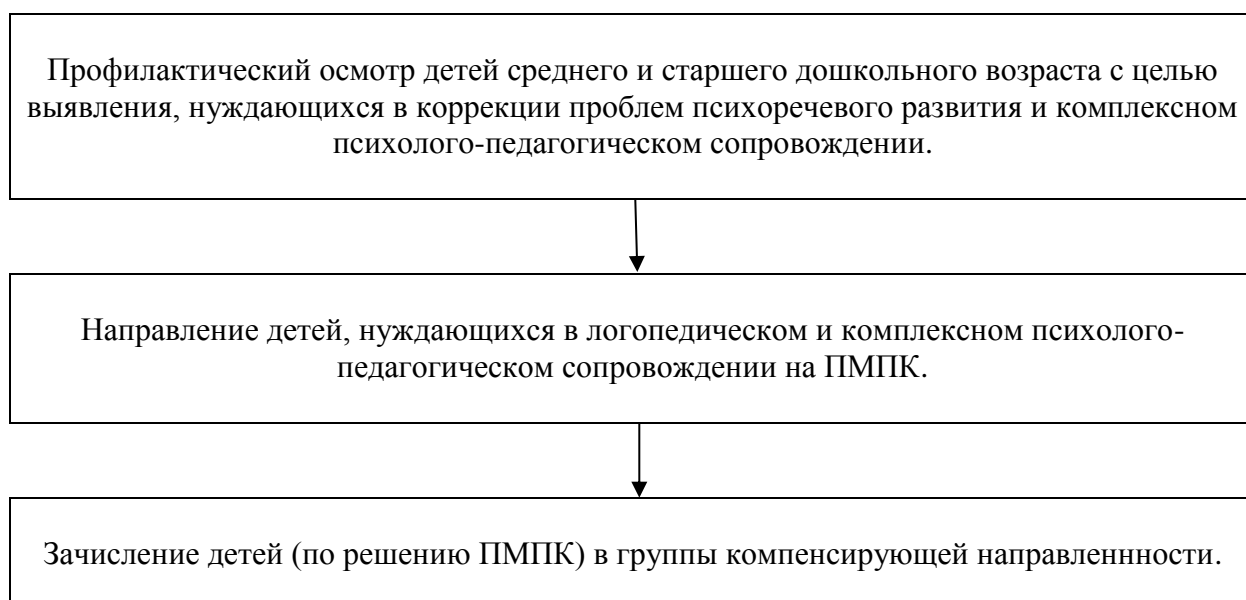 Профилактический осмотр детей среднего и старшего дошкольного возраста с целью
выявления, нуждающихся в коррекции проблем психоречевого развития и комплексном
психолого-педагогическом сопровождении.
Направление детей, нуждающихся в логопедическом и комплексном психолого-
педагогическом сопровождении на ПМПК.
Зачисление детей (по решению ПМПК) в группы компенсирующей направленнности.